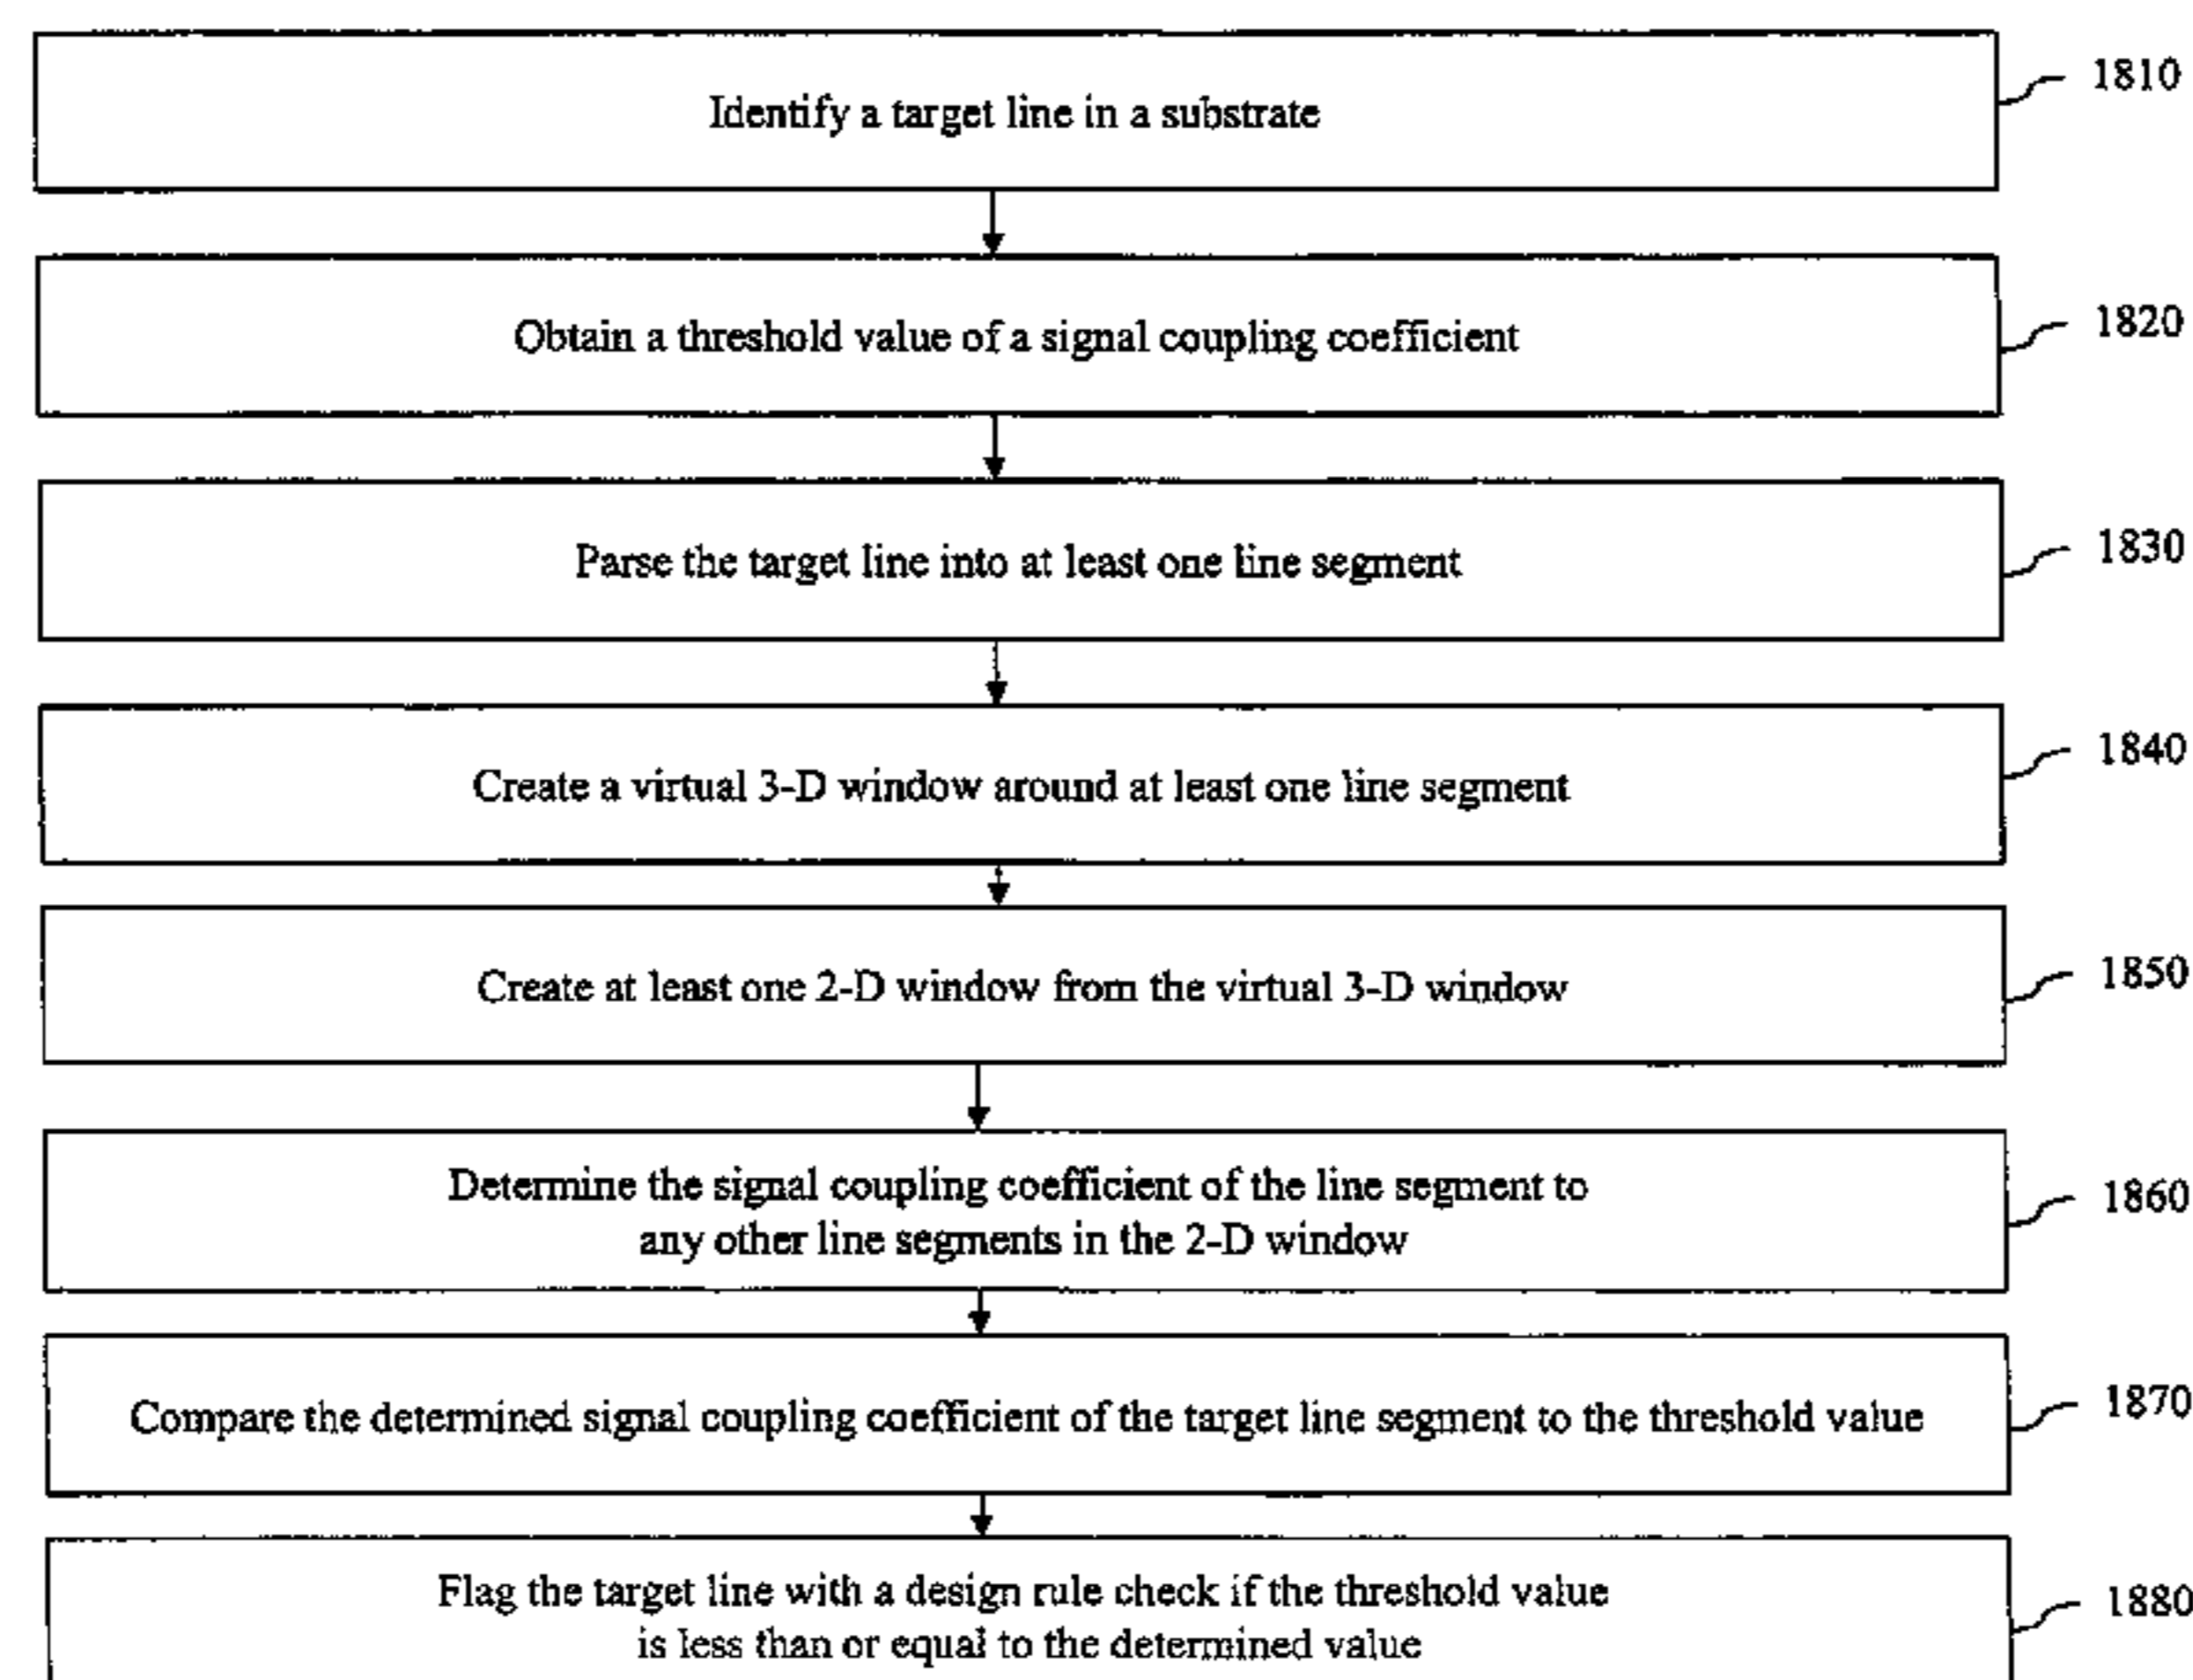 Identify a target line in a substrate
1810
Obtain a threshold value of a signal coupling coefficient
1820
Parse the target line into at least one line segment
1830
Create a virtual 3-D window around at least one line segment
1840
Create at least one 2-D window from the virtual 3-D window
1850
Determine the signal coupling coefficient of the line segment to
any other line segments in the 2-D window
1860
Compare the determined signal coupling coefficient of the target line segment to the threshold value
1870
Flag the target line with a design rule check if the threshold value
is less than or equal to the determined value
1880